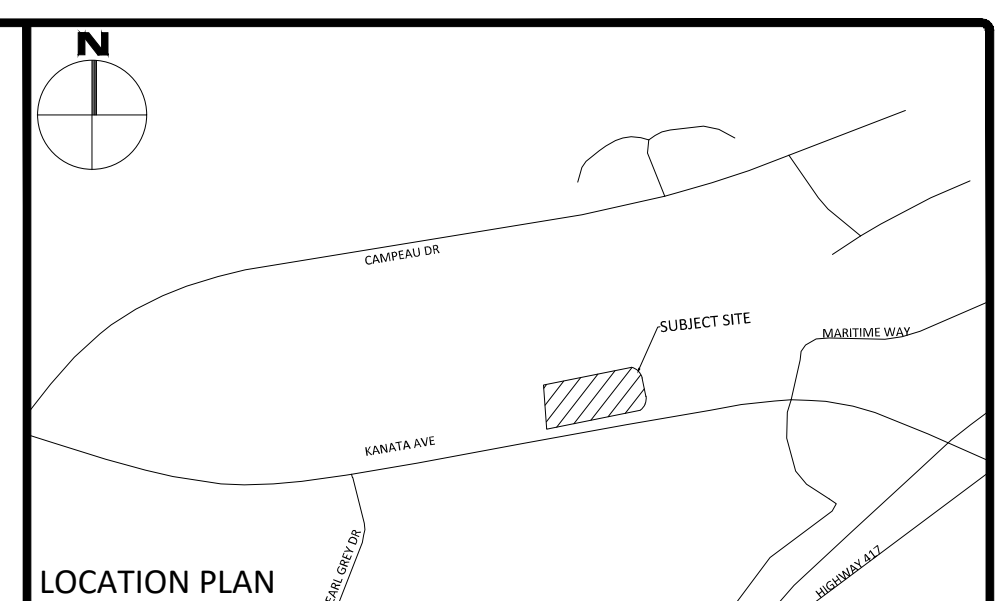 N
CAMPEAU DR
SUBJECT SITE
MARITIME WAY
KANATA AVE
EARL GREY DR
HIGHWAY 417
LOCATION PLAN